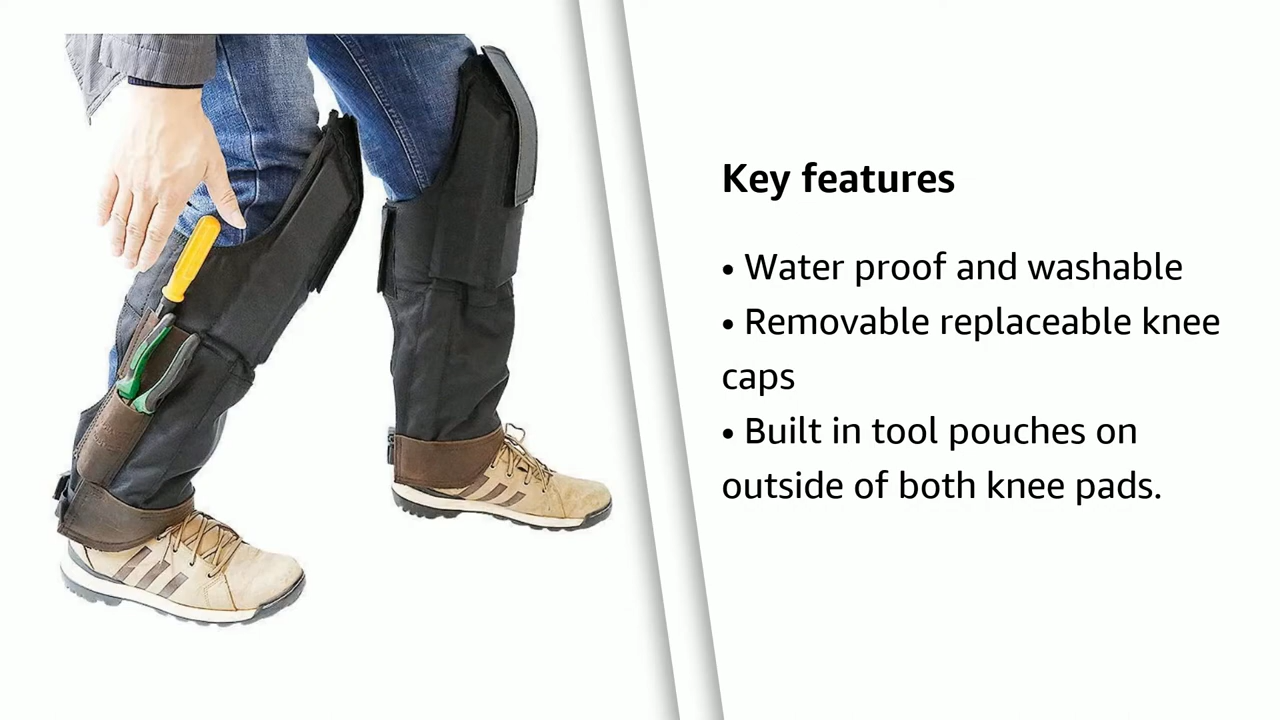 Key features
• Water proof and washable
• Removable replaceable knee
caps
• Built in tool pouches on
outside of both knee pads.